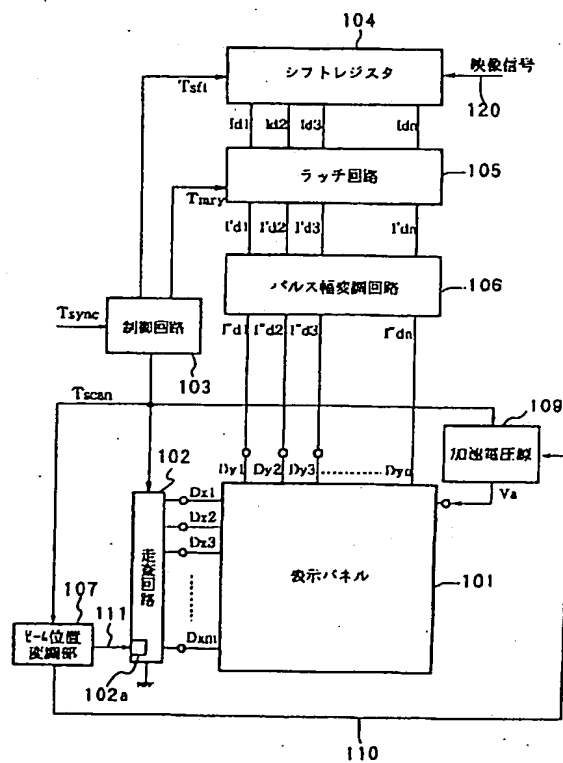 104
シフトレジスタ
映像信号
120
Tsft
Id1 Id2 Id3 Idn
ラッチ回路
105
Tmry
I'd1 I'd2 I'd3 I'dn
パルス幅変調回路
106
Tsync
制御回路
103
I"d1 I"d2 I"d3 I"dn
Tscan
109
加速電圧源
Va
102
Dy1 Dy2 Dy3 ......... Dyn
Dx1
Dx2
Dx3
走査回路
表示パネル
101
107
111
ビーム位置
変調部
Dxm
102a
110